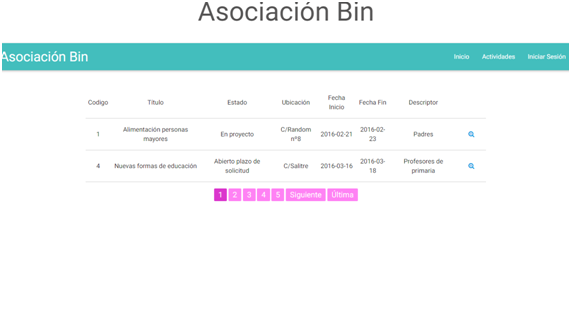 Asociación Bin
Asociación Bin Inicio Actividades Iniciar Sesión
Codigo Título Estado Ubicación Fecha Inicio Fecha Fin Descriptor
1 Alimentación personas mayores En proyecto C/Random nº8 2016-02-21 2016-02-23 Padres
4 Nuevas formas de educación Abierto plazo de solicitud C/Salitre 2016-03-16 2016-03-18 Profesores de primaria
1 2 3 4 5 Siguiente Última